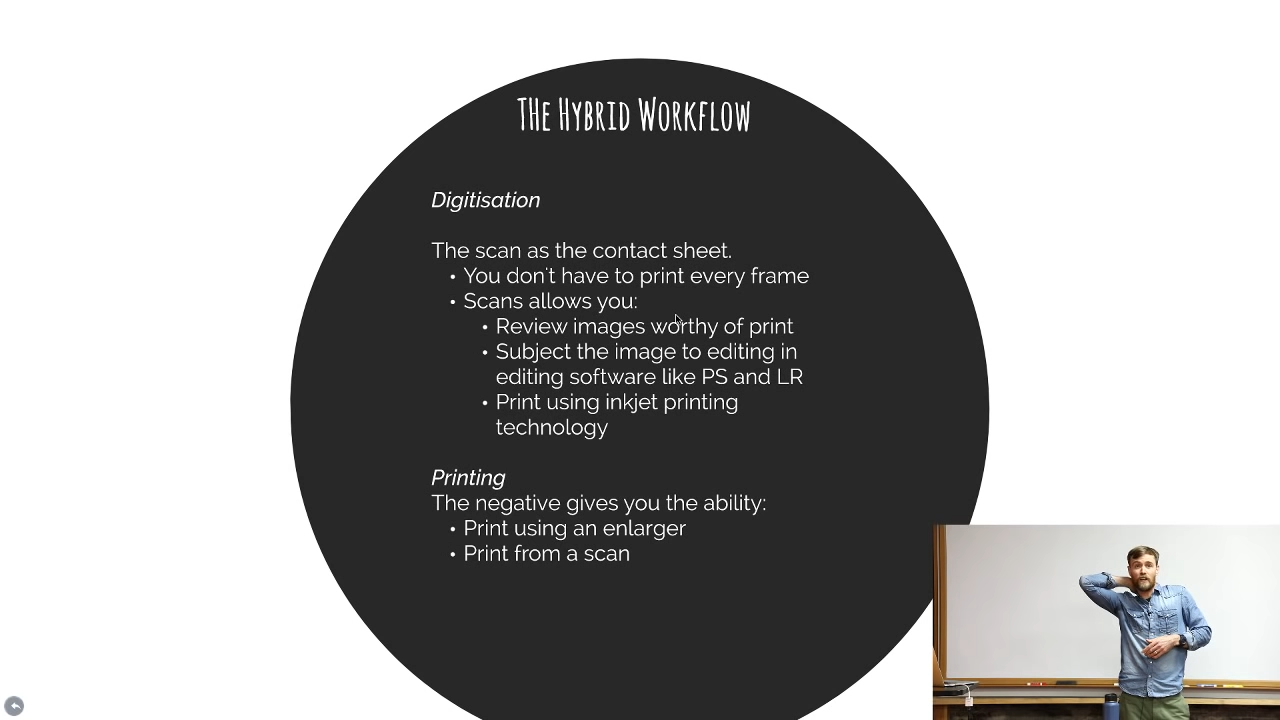 THE HYBRID WORKFLOW
Digitisation
The scan as the contact sheet.
• You don't have to print every frame
• Scans allows you:
• Review images worthy of print
• Subject the image to editing in
editing software like PS and LR
• Print using inkjet printing
technology
Printing
The negative gives you the ability:
• Print using an enlarger
• Print from a scan